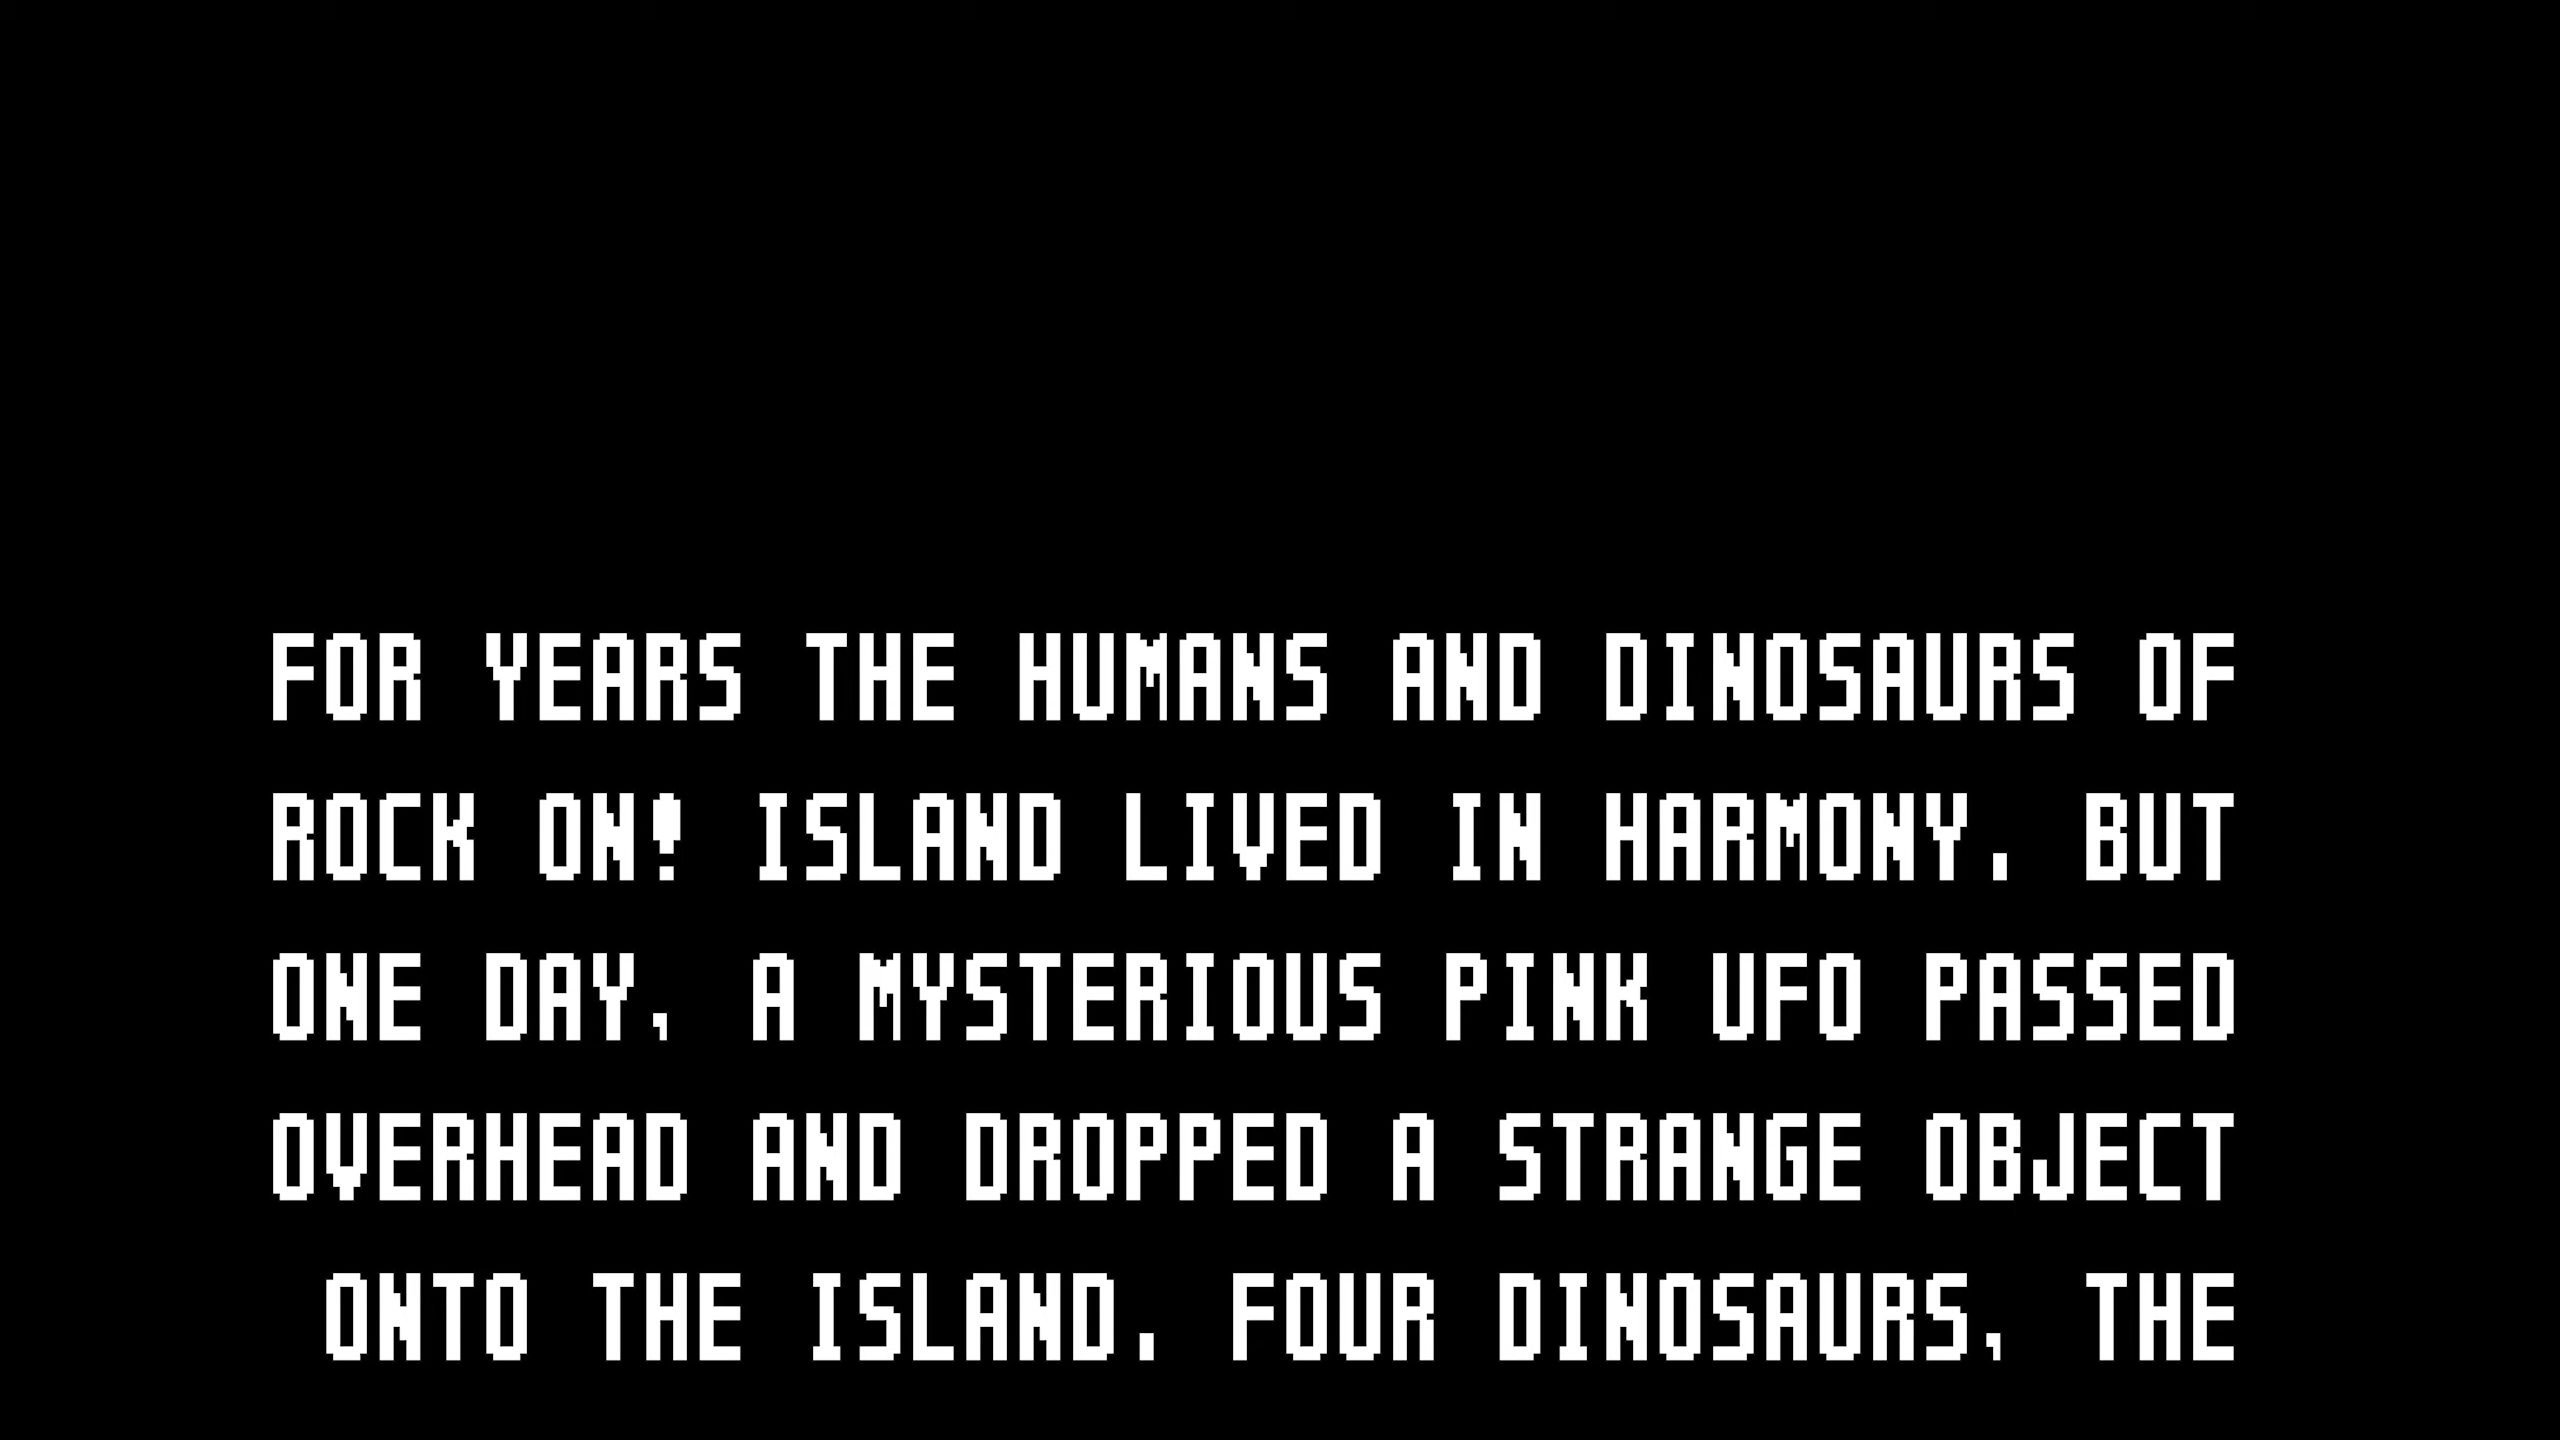 FOR YEARS THE HUMANS AND DINOSAURS OF
ROCK ON! ISLAND LIVED IN HARMONY. BUT
ONE DAY, A MYSTERIOUS PINK UFO PASSED
OVERHEAD AND DROPPED A STRANGE OBJECT
ONTO THE ISLAND. FOUR DINOSAURS, THE